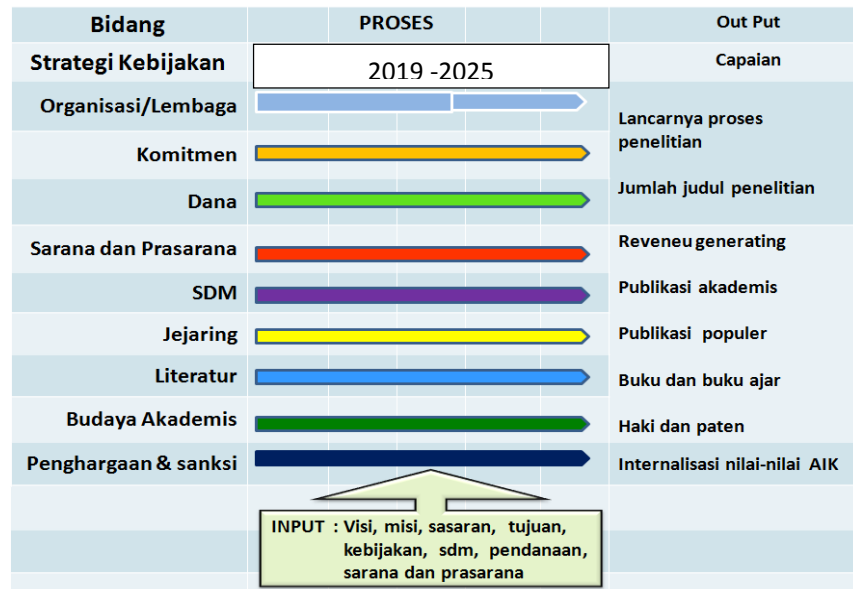 Bidang PROSES Out Put
Strategi Kebijakan 2019 -2025 Capaian
Organisasi/Lembaga
Lancarnya proses
penelitian
Komitmen
Jumlah judul penelitian
Dana
Sarana dan Prasarana
Reveneu generating
SDM
Publikasi akademis
Jejaring
Publikasi populer
Literatur
Buku dan buku ajar
Budaya Akademis
Haki dan paten
Penghargaan & sanksi
Internalisasi nilai-nilai AIK
INPUT : Visi, misi, sasaran, tujuan,
kebijakan, sdm, pendanaan,
sarana dan prasarana